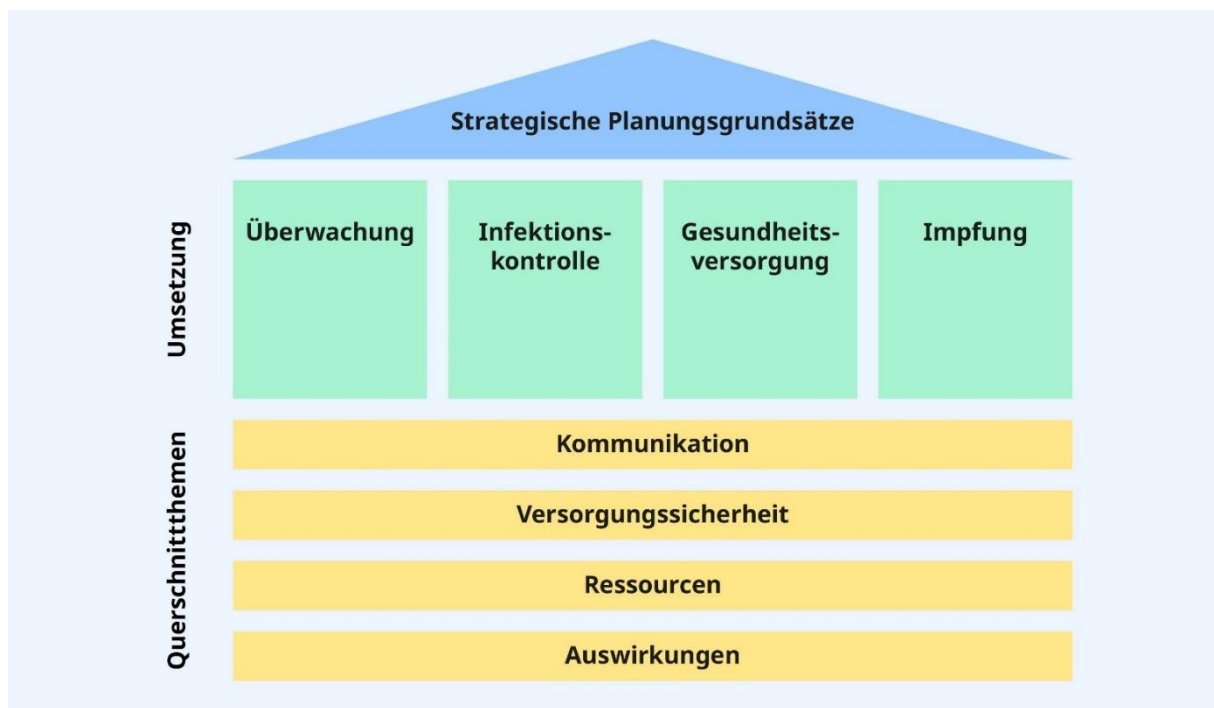 Strategische Planungsgrundsätze
Umsetzung
Überwachung
Infektions-
kontrolle
Gesundheits-
versorgung
Impfung
Querschnittthemen
Kommunikation
Versorgungssicherheit
Ressourcen
Auswirkungen